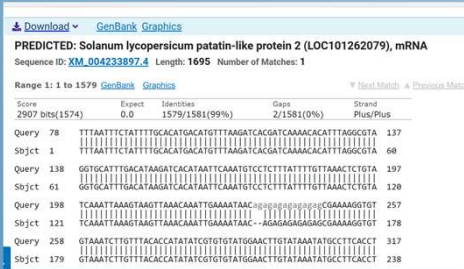 Download GenBank Graphics
PREDICTED: Solanum lycopersicum patatin-like protein 2 (LOC101262079), mRNA
Sequence ID: XM_004233897.4 Length: 1695 Number of Matches: 1
Range 1: 1 to 1579 GenBank Graphics Next Match Previous Match
Score Expect Identities Gaps Strand
2907 bits(1574) 0.0 1579/1581(99%) 2/1581(0%) Plus/Plus
Query 78 TTTAATTTCTATTTTGCACATGACATGTTTAAGATCACGATCAAAACACATTTAGGCGTA 137
Sbjct 1 TTTAATTTCTATTTTGCACATGACATGTTTAAGATCACGATCAAAACACATTTAGGCGTA 60
Query 138 GGTGCATTTGACATAAGATCACATAATTCAAATGTCCTCTTTATTTTGTTAAACTCTGTA 197
Sbjct 61 GGTGCATTTGACATAAGATCACATAATTCAAATGTCCTCTTTATTTTGTTAAACTCTGTA 120
Query 198 TCAAATTAAAGTAAGTTAAACAAATTGAAAATAACagagagagagagagCGAAAAGGTGT 257
Sbjct 121 TCAAATTAAAGTAAGTTAAACAAATTGAAAATAAC--AGAGAGAGAGAGCGAAAAGGTGT 178
Query 258 GTAAATCTTGTTTACACCATATATCGTGTGTATGGAACTTGTATAAATATGCCTTCACCT 317
Sbjct 179 GTAAATCTTGTTTACACCATATATCGTGTGTATGGAACTTGTATAAATATGCCTTCACCT 238